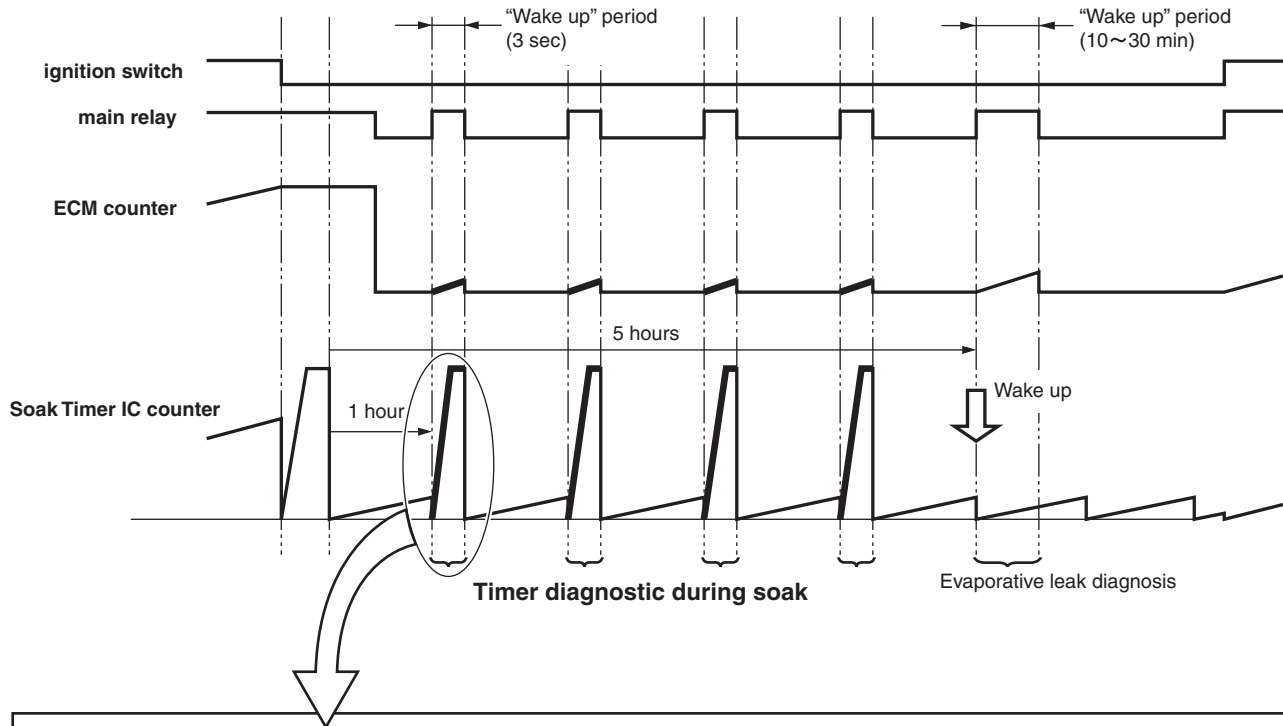 “Wake up” period
(3 sec)
“Wake up” period
(10～30 min)
ignition switch
main relay
ECM counter
5 hours
Soak Timer IC counter
1 hour
Wake up
Timer diagnostic during soak
Evaporative leak diagnosis